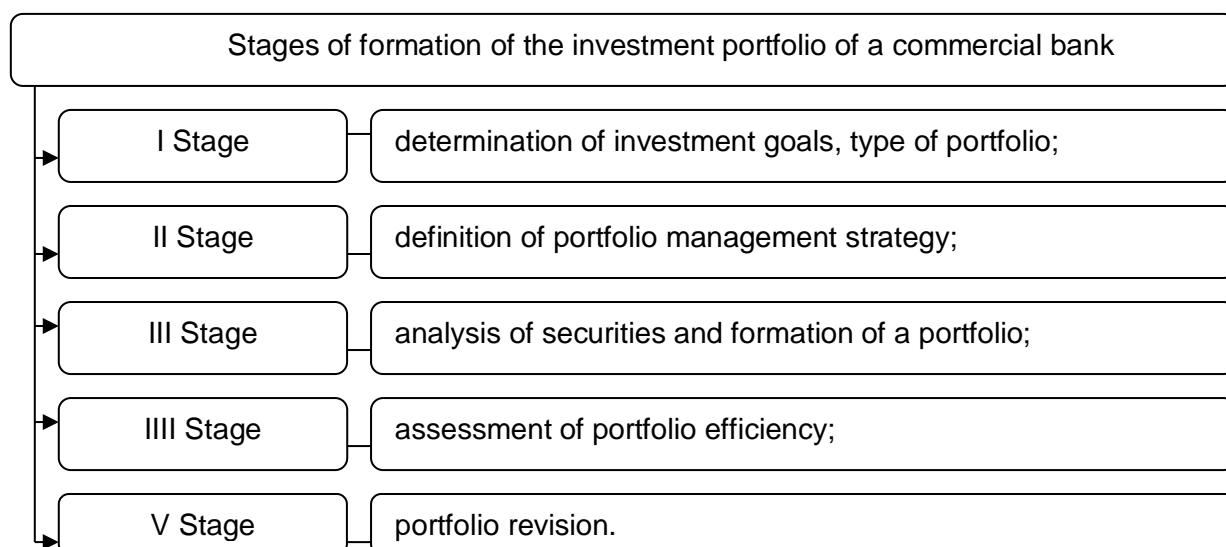 Stages of formation of the investment portfolio of a commercial bank
I Stage
determination of investment goals, type of portfolio;
II Stage
definition of portfolio management strategy;
III Stage
analysis of securities and formation of a portfolio;
IIII Stage
assessment of portfolio efficiency;
V Stage
portfolio revision.